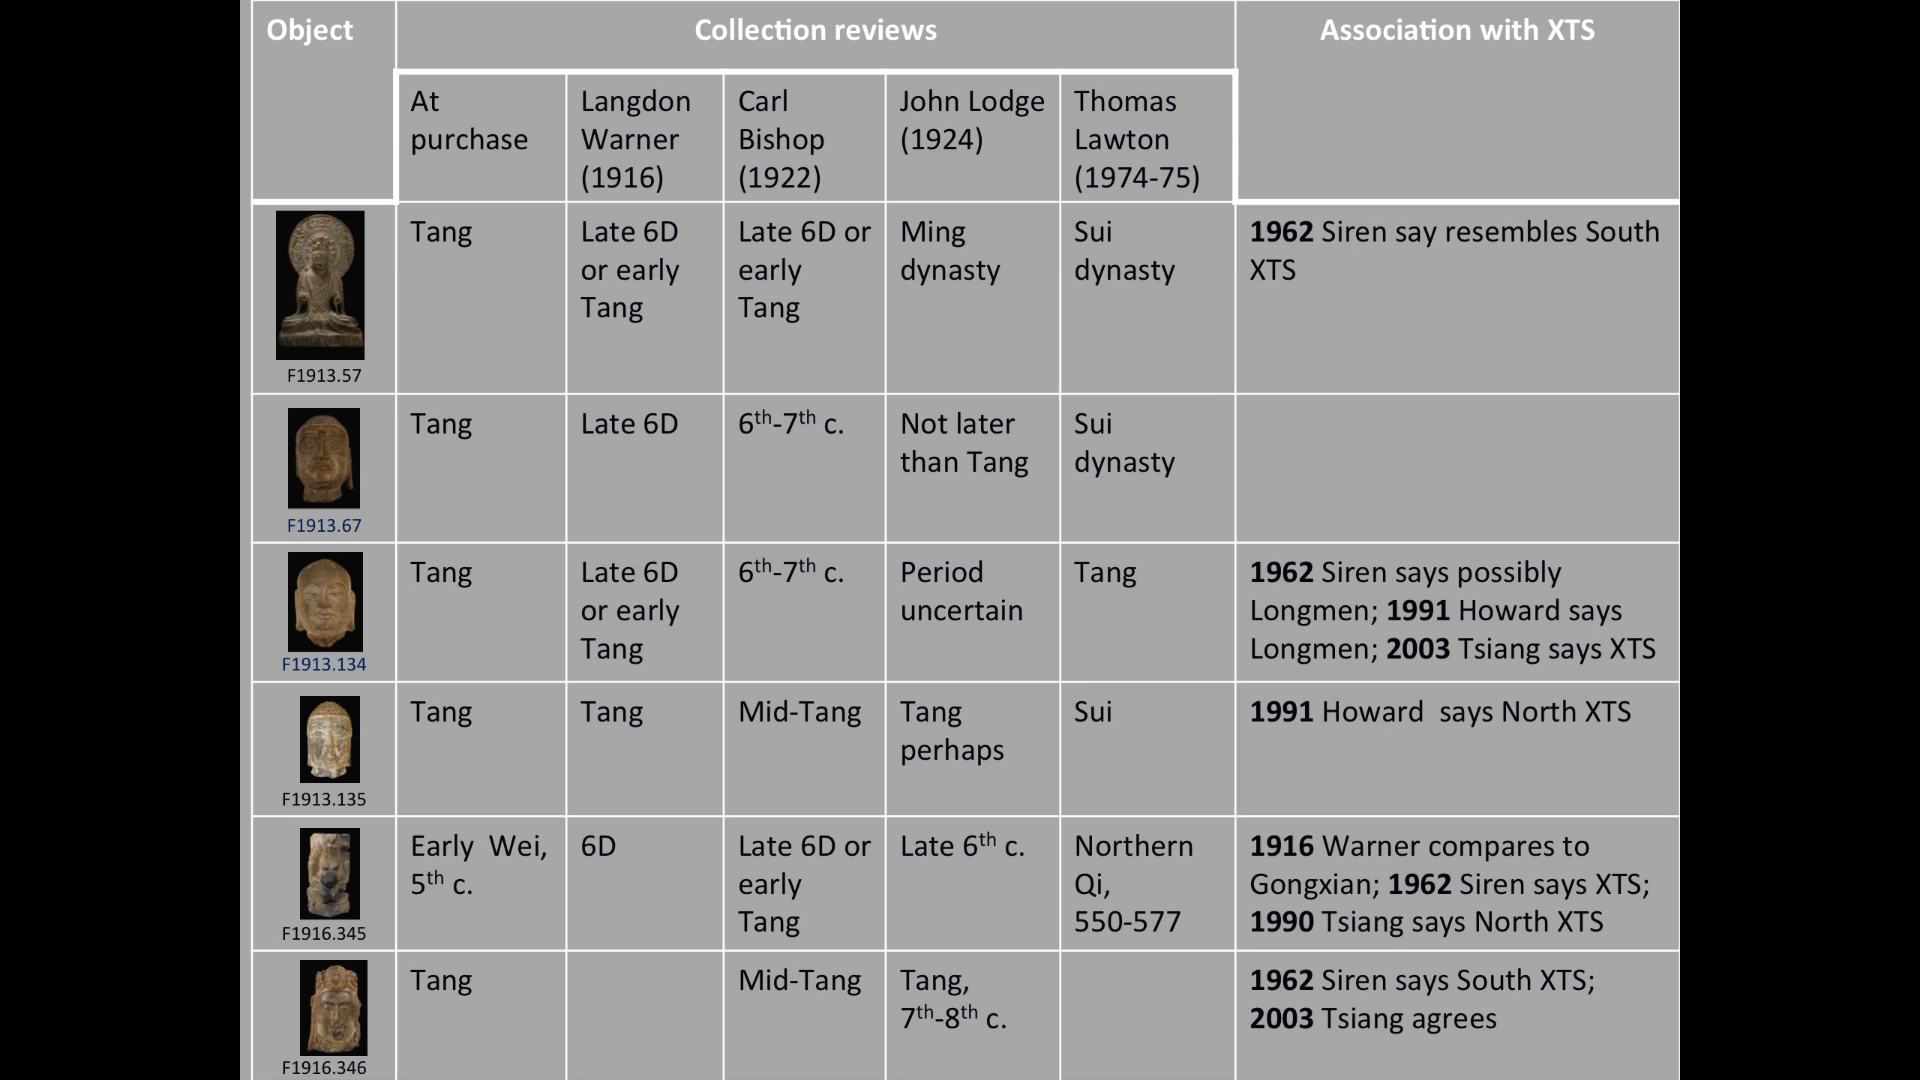 Object
Collection reviews
Association with XTS
At
purchase
Langdon
Warner
(1916)
Carl
Bishop
(1922)
John Lodge
(1924)
Thomas
Lawton
(1974-75)
F1913.57
Tang
Late 6D
or early
Tang
Late 6D or
early
Tang
Ming
dynasty
Sui
dynasty
1962 Siren say resembles South
XTS
F1913.67
Tang
Late 6D
6th-7th c.
Not later
than Tang
Sui
dynasty
F1913.134
Tang
Late 6D
or early
Tang
6th-7th c.
Period
uncertain
Tang
1962 Siren says possibly
Longmen; 1991 Howard says
Longmen; 2003 Tsiang says XTS
F1913.135
Tang
Tang
Mid-Tang
Tang
perhaps
Sui
1991 Howard  says North XTS
F1916.345
Early  Wei,
5th c.
6D
Late 6D or
early
Tang
Late 6th c.
Northern
Qi,
550-577
1916 Warner compares to
Gongxian; 1962 Siren says XTS;
1990 Tsiang says North XTS
F1916.346
Tang
Mid-Tang
Tang,
7th-8th c.
1962 Siren says South XTS;
2003 Tsiang agrees